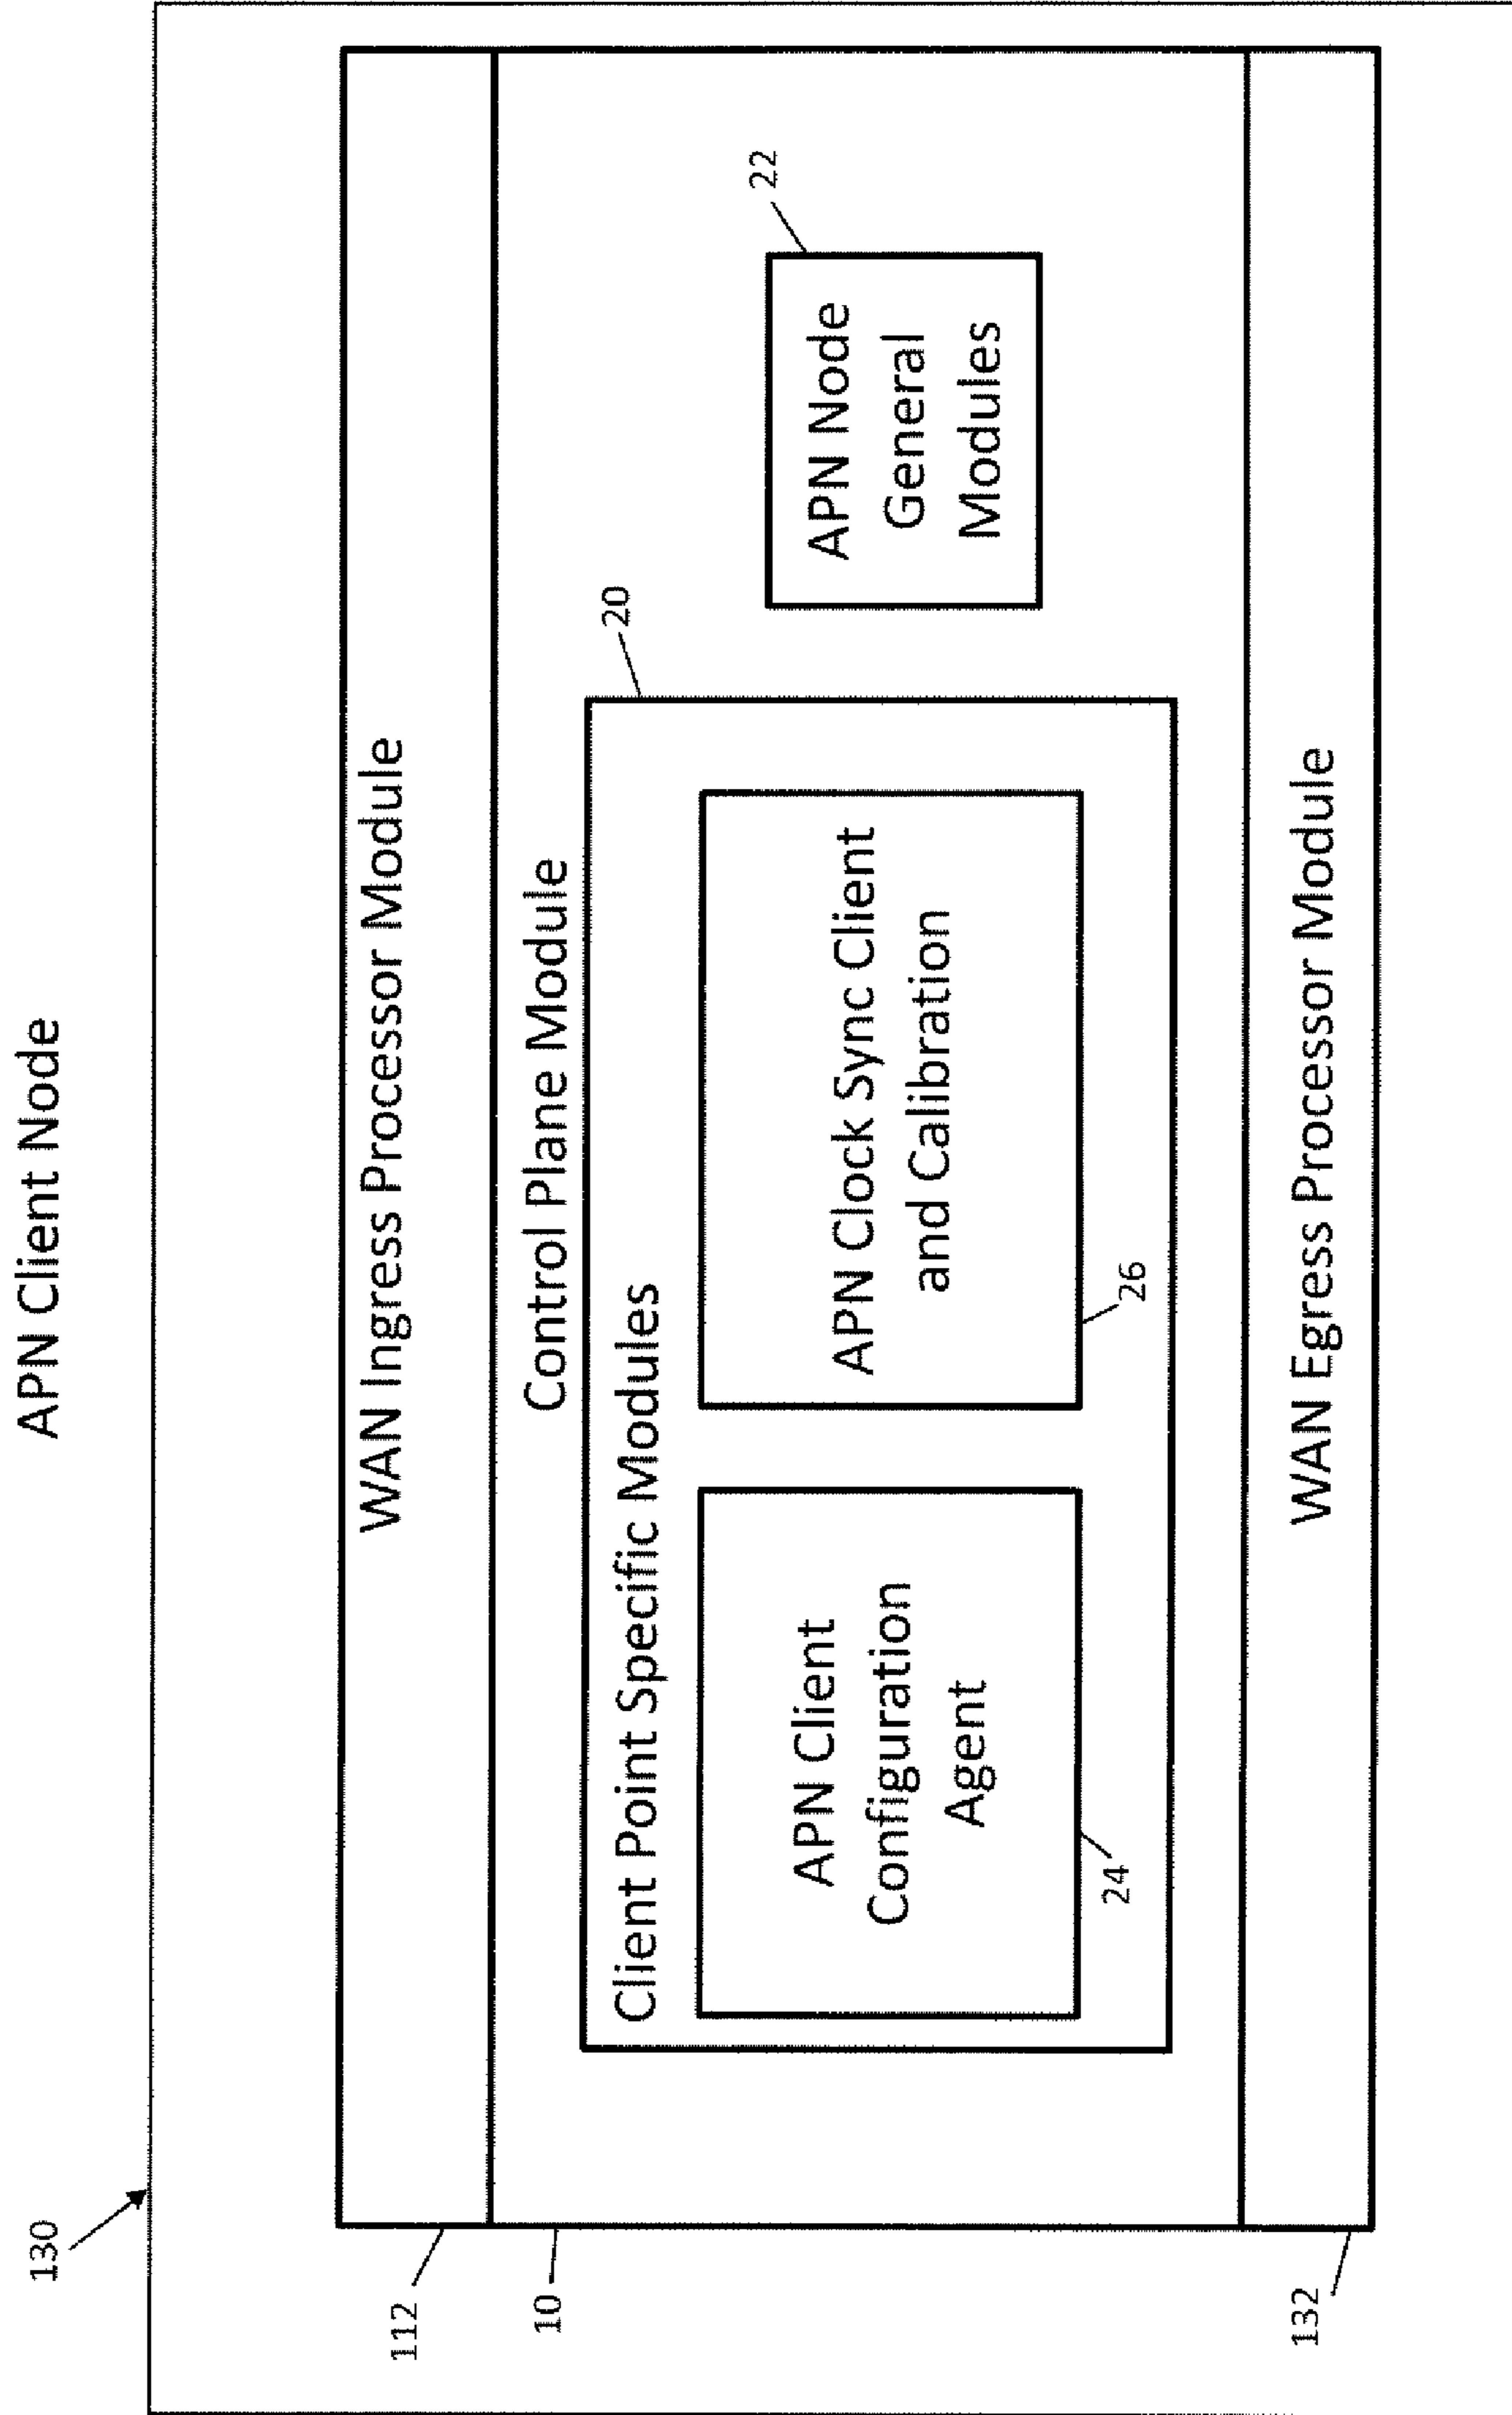 APN Client Node
130
WAN Ingress Processor Module
112
Control Plane Module
10
20
Client Point Specific Modules
APN Client
Configuration
Agent
24
APN Clock Sync Client
and Calibration
26
22
APN Node
General
Modules
WAN Egress Processor Module
132